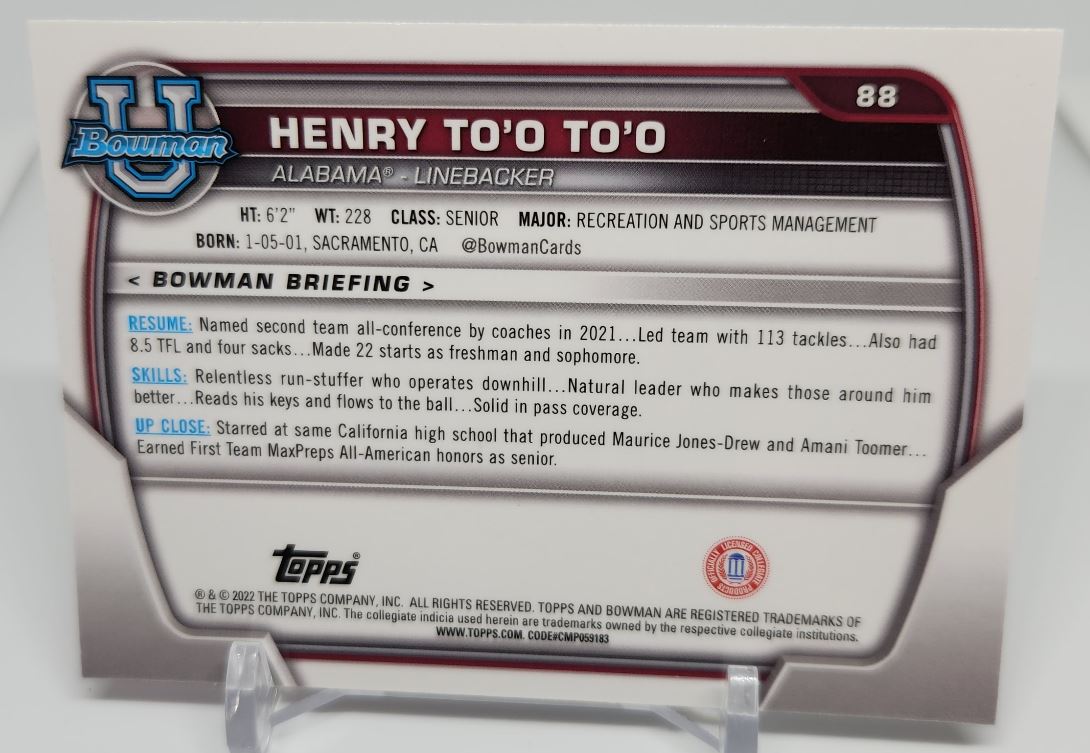 U
Bowman
88
HENRY TO'O TO'O
ALABAMA® - LINEBACKER
HT: 6'2" WT: 228 CLASS: SENIOR MAJOR: RECREATION AND SPORTS MANAGEMENT
BORN: 1-05-01, SACRAMENTO, CA @BowmanCards
< BOWMAN BRIEFING >
RESUME: Named second team all-conference by coaches in 2021...Led team with 113 tackles...Also had
8.5 TFL and four sacks...Made 22 starts as freshman and sophomore.
SKILLS: Relentless run-stuffer who operates downhill...Natural leader who makes those around him
better...Reads his keys and flows to the ball...Solid in pass coverage.
UP CLOSE: Starred at same California high school that produced Maurice Jones-Drew and Amani Toomer...
Earned First Team MaxPreps All-American honors as senior.
Topps®
OFFICIALLY LICENSED COLLEGIATE PRODUCTS
® & © 2022 THE TOPPS COMPANY, INC. ALL RIGHTS RESERVED. TOPPS AND BOWMAN ARE REGISTERED TRADEMARKS OF
THE TOPPS COMPANY, INC. The collegiate indicia used herein are trademarks owned by the respective collegiate institutions.
WWW.TOPPS.COM. CODE#CMP059183